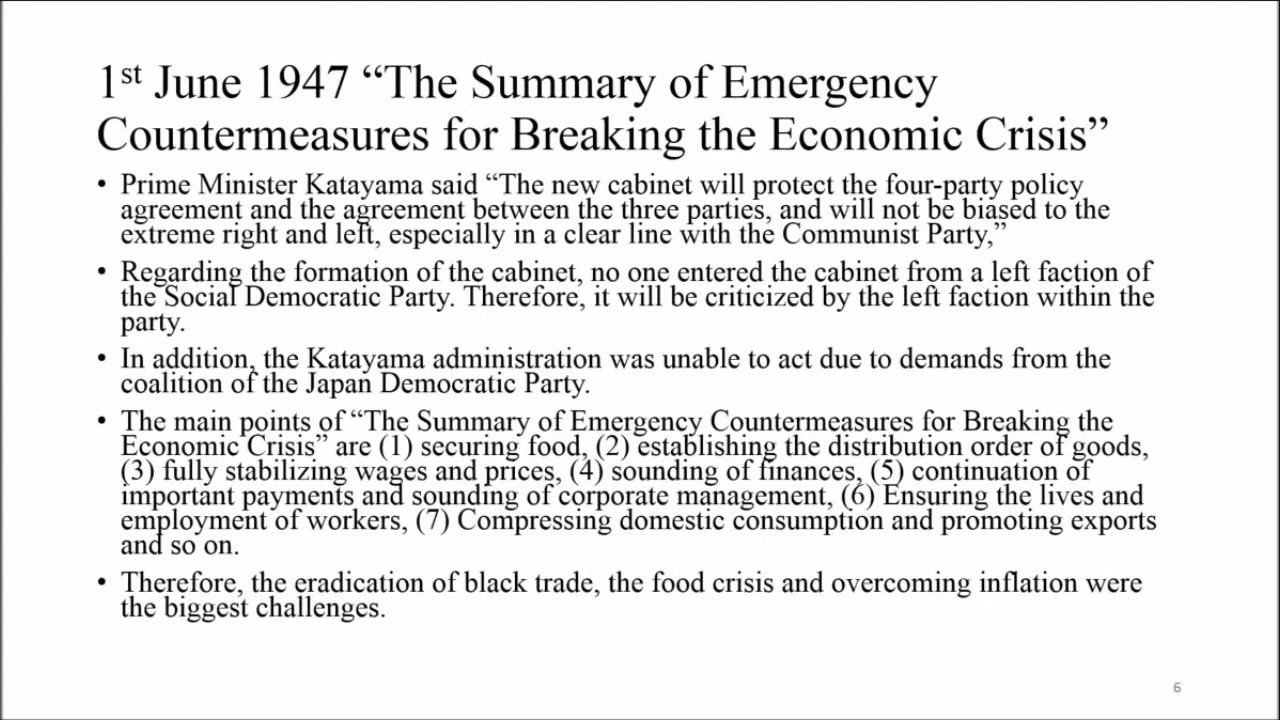 1st June 1947 “The Summary of Emergency
Countermeasures for Breaking the Economic Crisis”
• Prime Minister Katayama said “The new cabinet will protect the four-party policy
agreement and the agreement between the three parties, and will not be biased to the
extreme right and left, especially in a clear line with the Communist Party,”
• Regarding the formation of the cabinet, no one entered the cabinet from a left faction of
the Social Democratic Party. Therefore, it will be criticized by the left faction within the
party.
• In addition, the Katayama administration was unable to act due to demands from the
coalition of the Japan Democratic Party.
• The main points of “The Summary of Emergency Countermeasures for Breaking the
Economic Crisis” are (1) securing food, (2) establishing the distribution order of goods,
(3) fully stabilizing wages and prices, (4) sounding of finances, (5) continuation of
important payments and sounding of corporate management, (6) Ensuring the lives and
employment of workers, (7) Compressing domestic consumption and promoting exports
and so on.
• Therefore, the eradication of black trade, the food crisis and overcoming inflation were
the biggest challenges.
6